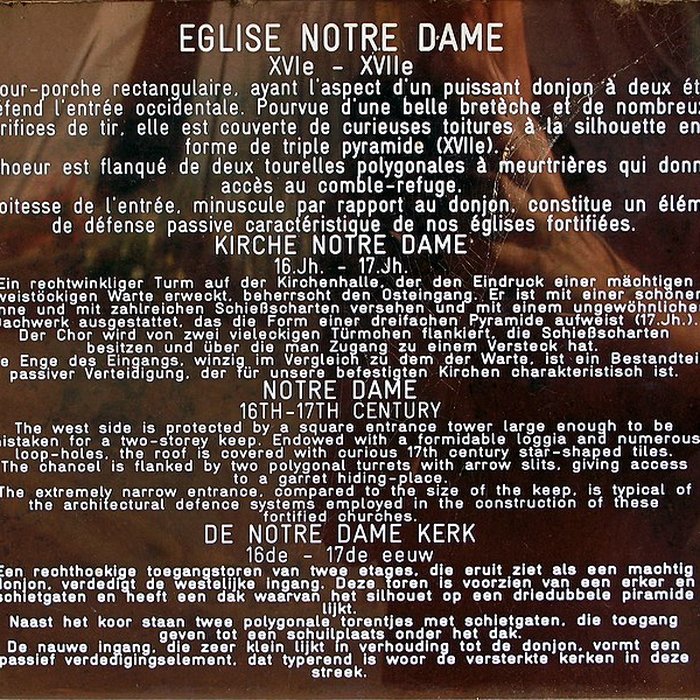 EGLISE NOTRE DAME
XVIe - XVIIe
our-porche rectangulaire, ayant l'aspect d'un puissant donjon à deux ét
éfend l'entrée occidentale. Pourvue d'une belle bretèche et de nombreu
rifices de tir, elle est couverte de curieuses toitures à la silhouette en
forme de triple pyramide (XVIIe).
hoeur est flanqué de deux tourelles polygonales à meurtrières qui donn
accès au comble-refuge.
oitesse de l'entrée, minuscule par rapport au donjon, constitue un élém
de défense passive caractéristique de nos églises fortifiées.
KIRCHE NOTRE DAME
16.Jh. - 17.Jh.
Ein rechtwinkliger Turm auf der Kirchenhalle, der den Eindruck einer mächtigen
weistöckigen Warte erweckt, beherrscht den Osteingang. Er ist mit einer schönen
nne und mit zahlreichen Schießscharten versehen und mit einem ungewöhnlichen
Dachwerk ausgestattet, das die Form einer dreifachen Pyramide aufweist (17.Jh.).
Der Chor wird von zwei vieleckigen Türmchen flankiert, die Schießscharten
besitzen und über die man Zugang zu einem Versteck hat.
e Enge des Eingangs, winzig im Vergleich zu dem der Warte, ist ein Bestandtei
passiver Verteidigung, der für unsere befestigten Kirchen charakteristisch ist.
NOTRE DAME
16TH-17TH CENTURY
The west side is protected by a square entrance tower large enough to be
istaken for a two-storey keep. Endowed with a formidable loggia and numerous
loop-holes, the roof is covered with curious 17th century star-shaped tiles.
The chancel is flanked by two polygonal turrets with arrow slits, giving access
to a garret hiding-place.
The extremely narrow entrance, compared to the size of the keep, is typical of
the architectural defence systems employed in the construction of these
fortified churches.
DE NOTRE DAME KERK
16de - 17de eeuw
Een rechthoekige toegangstoren van twee etages, die eruit ziet als een machtig
donjon, verdedigt de westelijke ingang. Deze toren is voorzien van een erker en
schietgaten en heeft een dak waarvan het silhouet op een driedubbele piramide
lijkt.
Naast het koor staan twee polygonale torentjes met schietgaten, die toegang
geven tot een schuilplaats onder het dak.
De nauwe ingang, die zeer klein lijkt in verhouding tot de donjon, vormt een
passief verdedigingselement, dat typerend is woor de versterkte kerken in deze
streek.